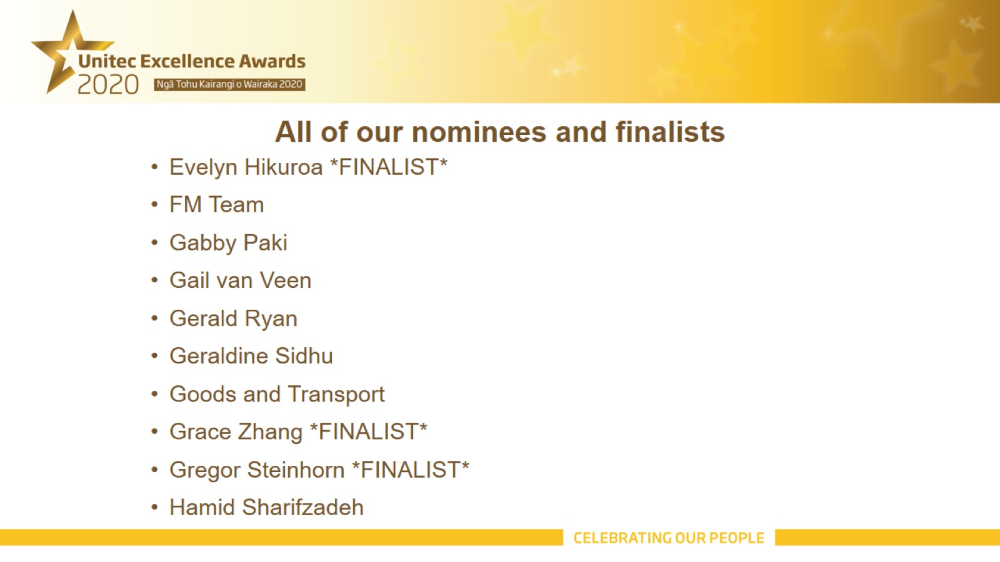 Unitec Excellence Awards
2020 Ngā Tohu Kairangi o Wairaka 2020
All of our nominees and finalists
• Evelyn Hikuroa *FINALIST*
• FM Team
• Gabby Paki
• Gail van Veen
• Gerald Ryan
• Geraldine Sidhu
• Goods and Transport
• Grace Zhang *FINALIST*
• Gregor Steinhorn *FINALIST*
• Hamid Sharifzadeh
CELEBRATING OUR PEOPLE